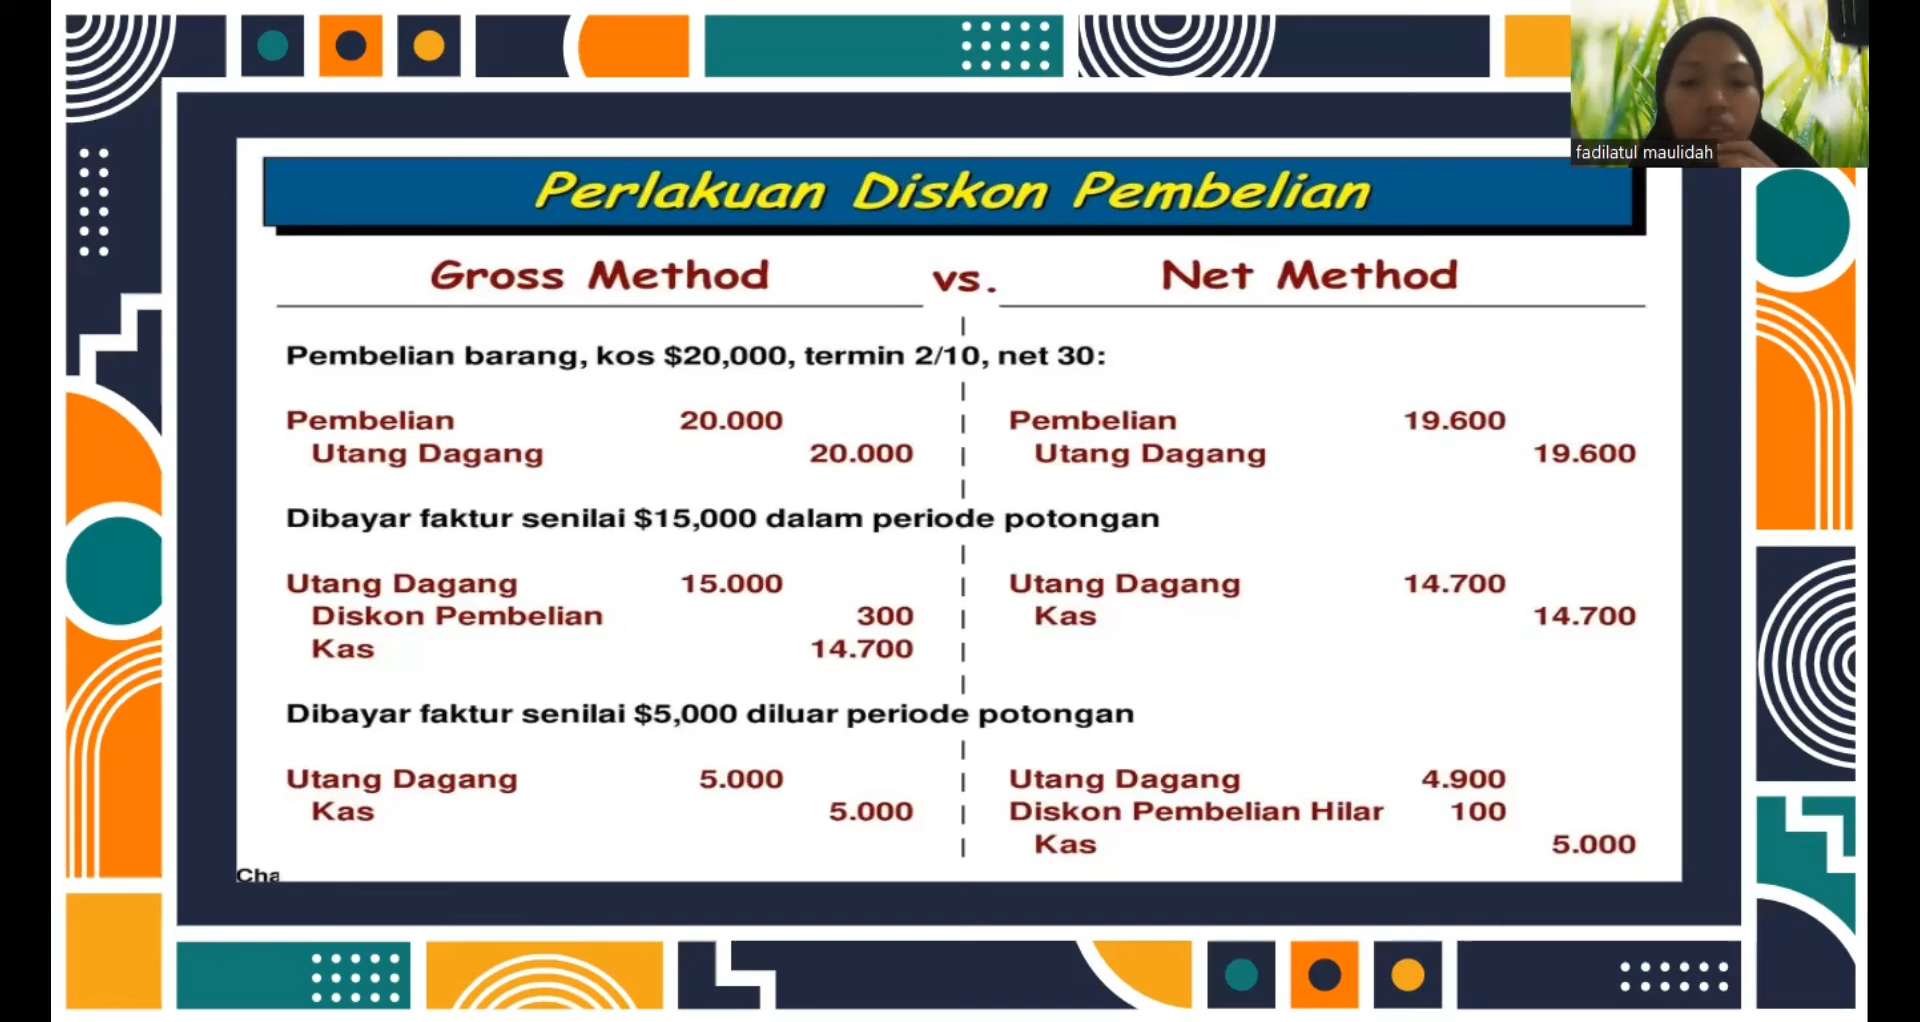 fadilatul maulidah
Perlakuan Diskon Pembelian
Gross Method vs. Net Method
Pembelian barang, kos $20,000, termin 2/10, net 30:
Pembelian 20.000 Pembelian 19.600
Utang Dagang 20.000 Utang Dagang 19.600
Dibayar faktur senilai $15,000 dalam periode potongan
Utang Dagang 15.000 Utang Dagang 14.700
Diskon Pembelian 300 Kas 14.700
Kas 14.700
Dibayar faktur senilai $5,000 diluar periode potongan
Utang Dagang 5.000 Utang Dagang 4.900
Kas 5.000 Diskon Pembelian Hilar 100
Kas 5.000
Cha